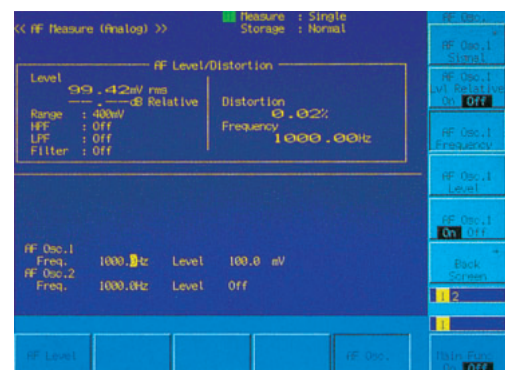 << AF Measure (Analog) >>
Measure : Single
Storage : Normal
AF Level/Distortion
Level
99.42mV rms
---.--dB Relative
Range : 400mV
HPF : Off
LPF : Off
Filter : Off
Distortion
0.02%
Frequency
1000.00Hz
AF Osc.1
Freq. 1000.0Hz Level 100.0 mV
AF Osc.2
Freq. 1000.0Hz Level Off
AF Level
AF Osc.
AF Osc.
AF Osc.1
Signal
AF Osc.1
Lvl Relative
On Off
AF Osc.1
Frequency
AF Osc.1
Level
AF Osc.1
On Off
Back
Screen
1 2
1
Main Func
On Off